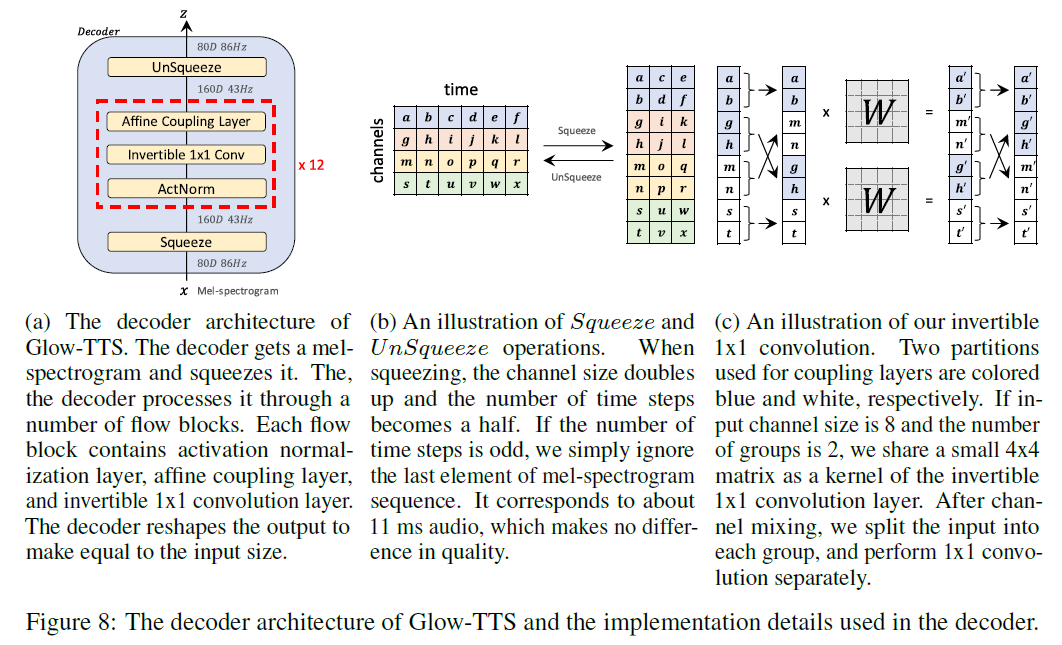 z
Decoder
80D 86Hz
UnSqueeze
160D 43Hz
Affine Coupling Layer
Invertible 1x1 Conv
x 12
ActNorm
160D 43Hz
Squeeze
80D 86Hz
x Mel-spectrogram
time
channels
a b c d e f
g h i j k l
m n o p q r
s t u v w x
Squeeze
UnSqueeze
a c e
b d f
g i k
h j l
m o q
n p r
s u w
t v x
a a a′ a′
b b b′ b′
g m m′ g′
h n n′ h′
m g g′ m′
n h h′ n′
s s s′ s′
t t t′ t′
x W =
x W =
(a) The decoder architecture of
Glow-TTS. The decoder gets a mel-
spectrogram and squeezes it. The,
the decoder processes it through a
number of flow blocks. Each flow
block contains activation normal-
ization layer, affine coupling layer,
and invertible 1x1 convolution layer.
The decoder reshapes the output to
make equal to the input size.
(b) An illustration of Squeeze and
UnSqueeze operations. When
squeezing, the channel size doubles
up and the number of time steps
becomes a half. If the number of
time steps is odd, we simply ignore
the last element of mel-spectrogram
sequence. It corresponds to about
11 ms audio, which makes no differ-
ence in quality.
(c) An illustration of our invertible
1x1 convolution. Two partitions
used for coupling layers are colored
blue and white, respectively. If in-
put channel size is 8 and the number
of groups is 2, we share a small 4x4
matrix as a kernel of the invertible
1x1 convolution layer. After chan-
nel mixing, we split the input into
each group, and perform 1x1 convo-
lution separately.
Figure 8: The decoder architecture of Glow-TTS and the implementation details used in the decoder.